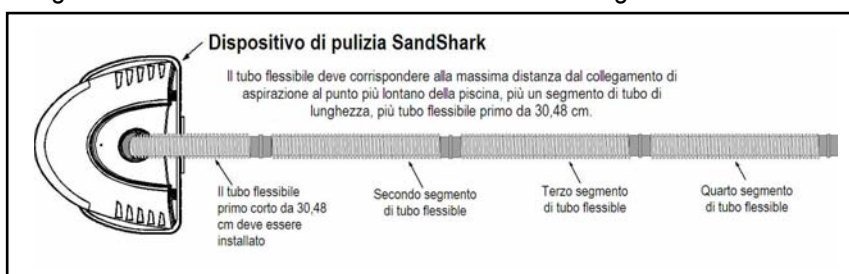 Dispositivo di pulizia SandShark
Il tubo flessibile deve corrispondere alla massima distanza dal collegamento di
aspirazione al punto più lontano della piscina, più un segmento di tubo di
lunghezza, più tubo flessibile primo da 30,48 cm.
Il tubo flessibile
primo corto da 30,48
cm deve essere
installato
Secondo segmento
di tubo flessibile
Terzo segmento
di tubo flessibile
Quarto segmento
di tubo flessibile